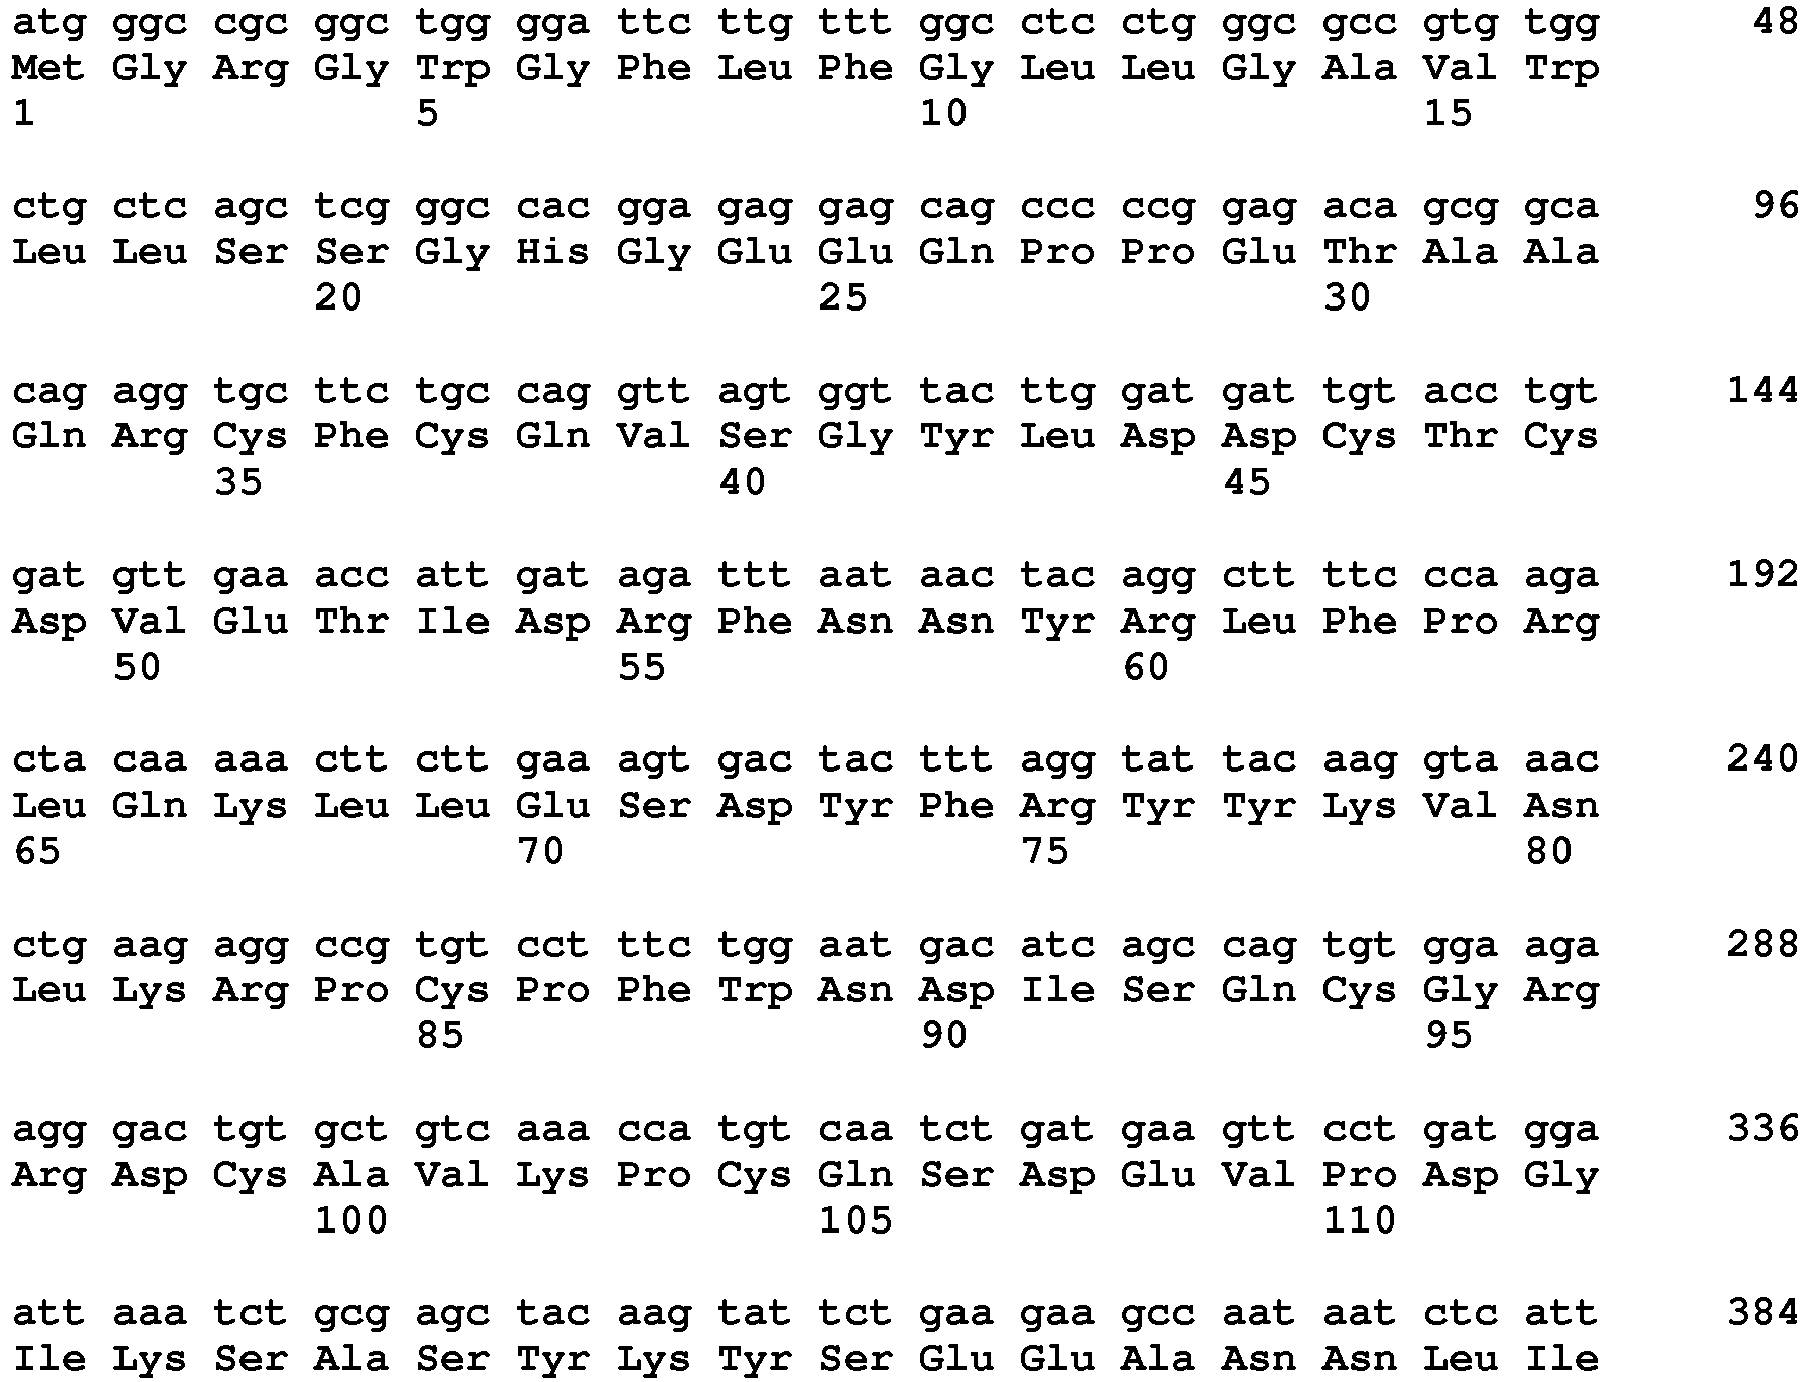 atg ggc cgc ggc tgg gga ttc ttg ttt ggc ctc ctg ggc gcc gtg tgg 48
Met Gly Arg Gly Trp Gly Phe Leu Phe Gly Leu Leu Gly Ala Val Trp
1 5 10 15
ctg ctc agc tcg ggc cac gga gag gag cag ccc ccg gag aca gcg gca 96
Leu Leu Ser Ser Gly His Gly Glu Glu Gln Pro Pro Glu Thr Ala Ala
20 25 30
cag agg tgc ttc tgc cag gtt agt ggt tac ttg gat gat tgt acc tgt 144
Gln Arg Cys Phe Cys Gln Val Ser Gly Tyr Leu Asp Asp Cys Thr Cys
35 40 45
gat gtt gaa acc att gat aga ttt aat aac tac agg ctt ttc cca aga 192
Asp Val Glu Thr Ile Asp Arg Phe Asn Asn Tyr Arg Leu Phe Pro Arg
50 55 60
cta caa aaa ctt ctt gaa agt gac tac ttt agg tat tac aag gta aac 240
Leu Gln Lys Leu Leu Glu Ser Asp Tyr Phe Arg Tyr Tyr Lys Val Asn
65 70 75 80
ctg aag agg ccg tgt cct ttc tgg aat gac atc agc cag tgt gga aga 288
Leu Lys Arg Pro Cys Pro Phe Trp Asn Asp Ile Ser Gln Cys Gly Arg
85 90 95
agg gac tgt gct gtc aaa cca tgt caa tct gat gaa gtt cct gat gga 336
Arg Asp Cys Ala Val Lys Pro Cys Gln Ser Asp Glu Val Pro Asp Gly
100 105 110
att aaa tct gcg agc tac aag tat tct gaa gaa gcc aat aat ctc att 384
Ile Lys Ser Ala Ser Tyr Lys Tyr Ser Glu Glu Ala Asn Asn Leu Ile